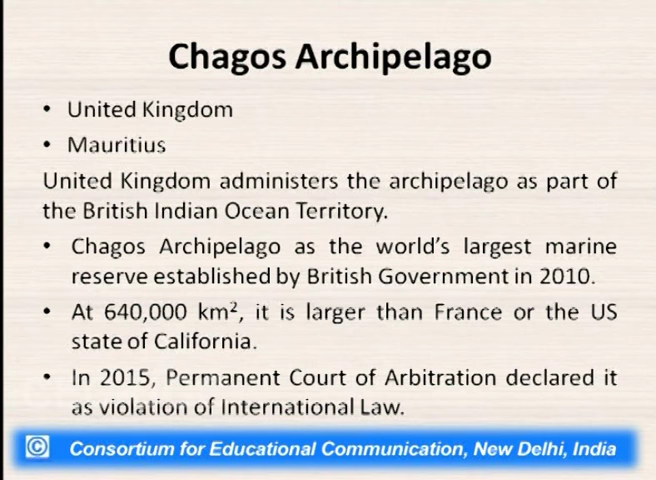 Chagos Archipelago
• United Kingdom
• Mauritius
United Kingdom administers the archipelago as part of
the British Indian Ocean Territory.
• Chagos Archipelago as the world's largest marine
reserve established by British Government in 2010.
• At 640,000 km², it is larger than France or the US
state of California.
• In 2015, Permanent Court of Arbitration declared it
as violation of International Law.
© Consortium for Educational Communication, New Delhi, India